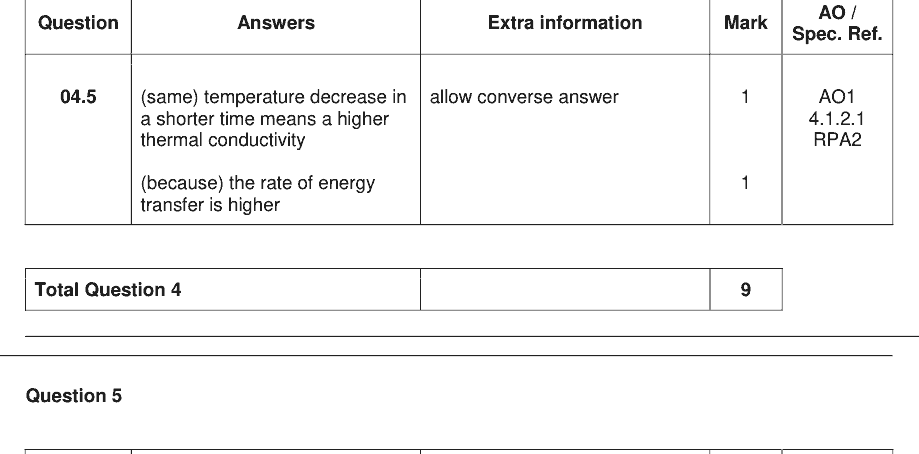 Question Answers Extra information Mark AO /
Spec. Ref.
04.5 (same) temperature decrease in allow converse answer 1 AO1
a shorter time means a higher 4.1.2.1
thermal conductivity RPA2
(because) the rate of energy 1
transfer is higher
Total Question 4 9
Question 5